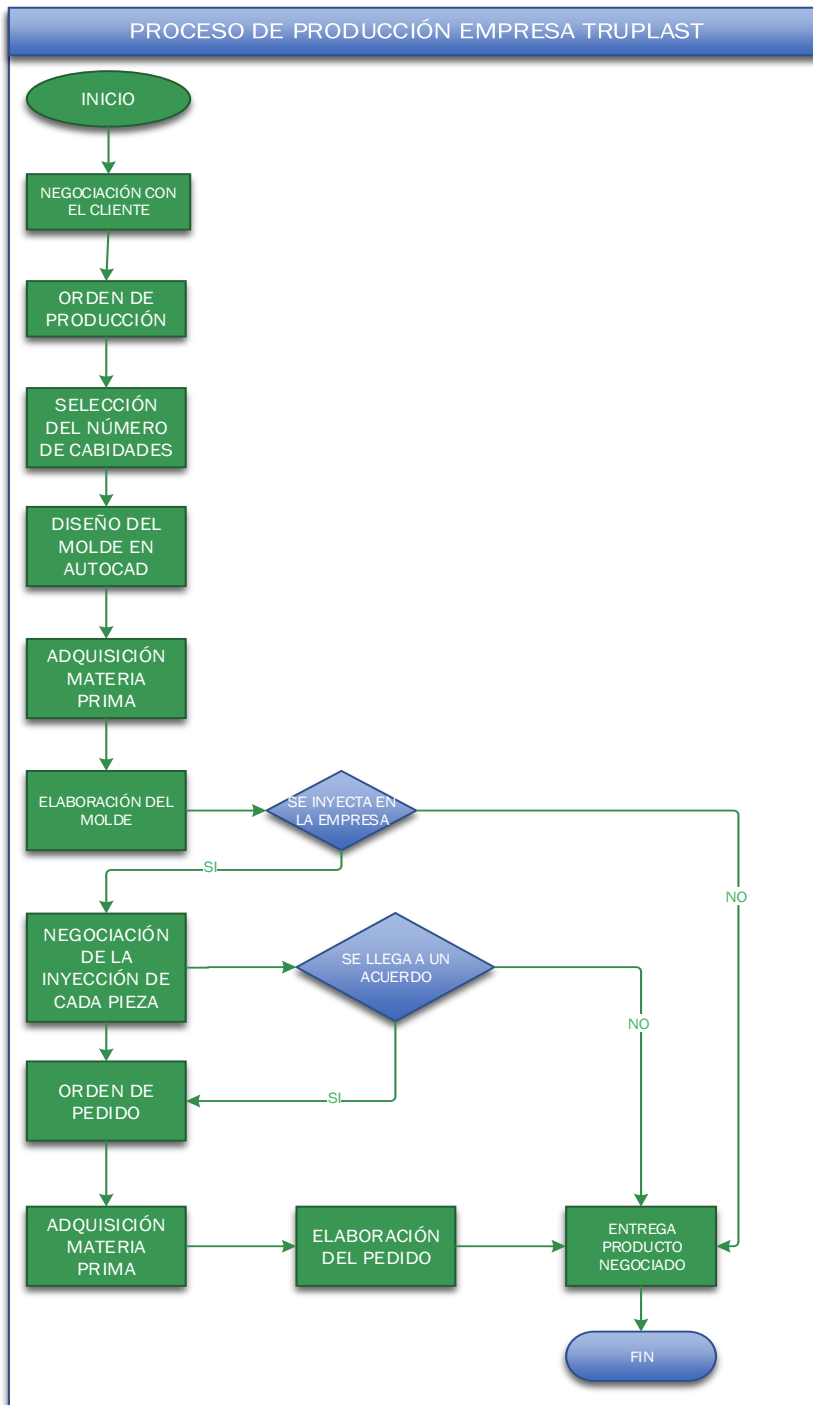 PROCESO DE PRODUCCIÓN EMPRESA TRUPLAST
INICIO
NEGOCIACIÓN CON
EL CLIENTE
ORDEN DE
PRODUCCIÓN
SELECCIÓN
DEL NÚMERO
DE CABIDADES
DISEÑO DEL
MOLDE EN
AUTOCAD
ADQUISICIÓN
MATERIA
PRIMA
ELABORACIÓN DEL
MOLDE
SE INYECTA EN
LA EMPRESA
SI
NO
NEGOCIACIÓN
DE LA
INYECCIÓN DE
CADA PIEZA
SE LLEGA A UN
ACUERDO
NO
SI
ORDEN DE
PEDIDO
ADQUISICIÓN
MATERIA
PRIMA
ELABORACIÓN
DEL PEDIDO
ENTREGA
PRODUCTO
NEGOCIADO
FIN